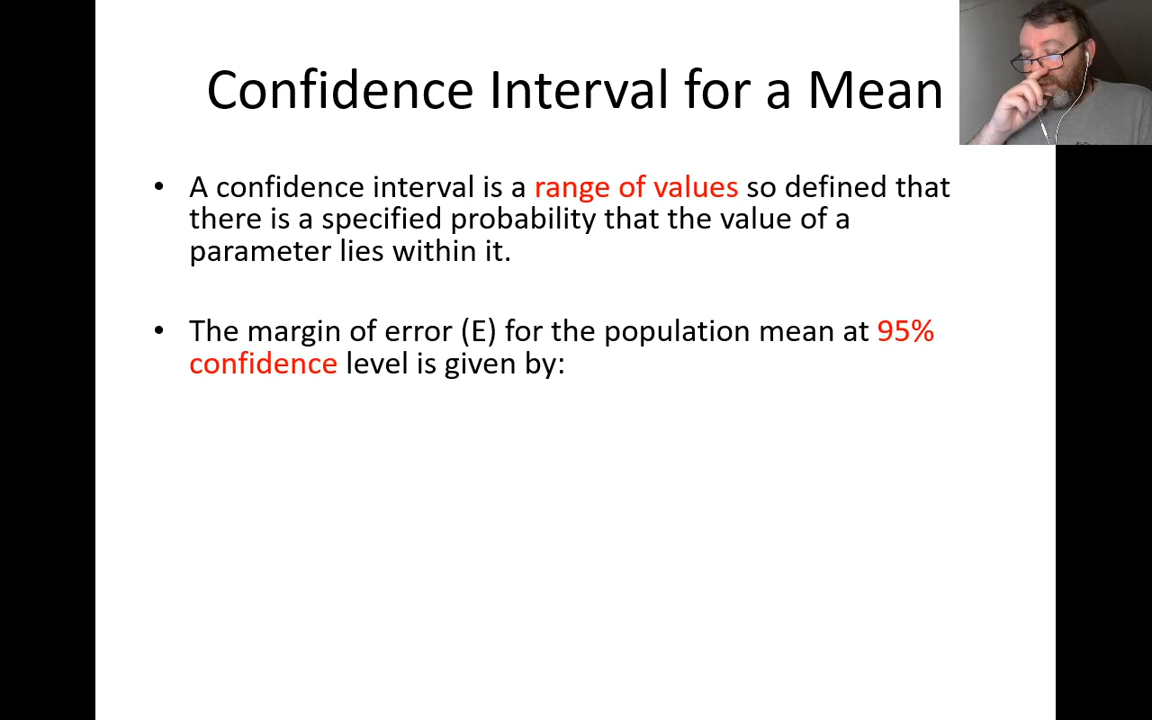 Confidence Interval for a Mean
• A confidence interval is a range of values so defined that
there is a specified probability that the value of a
parameter lies within it.
• The margin of error (E) for the population mean at 95%
confidence level is given by: